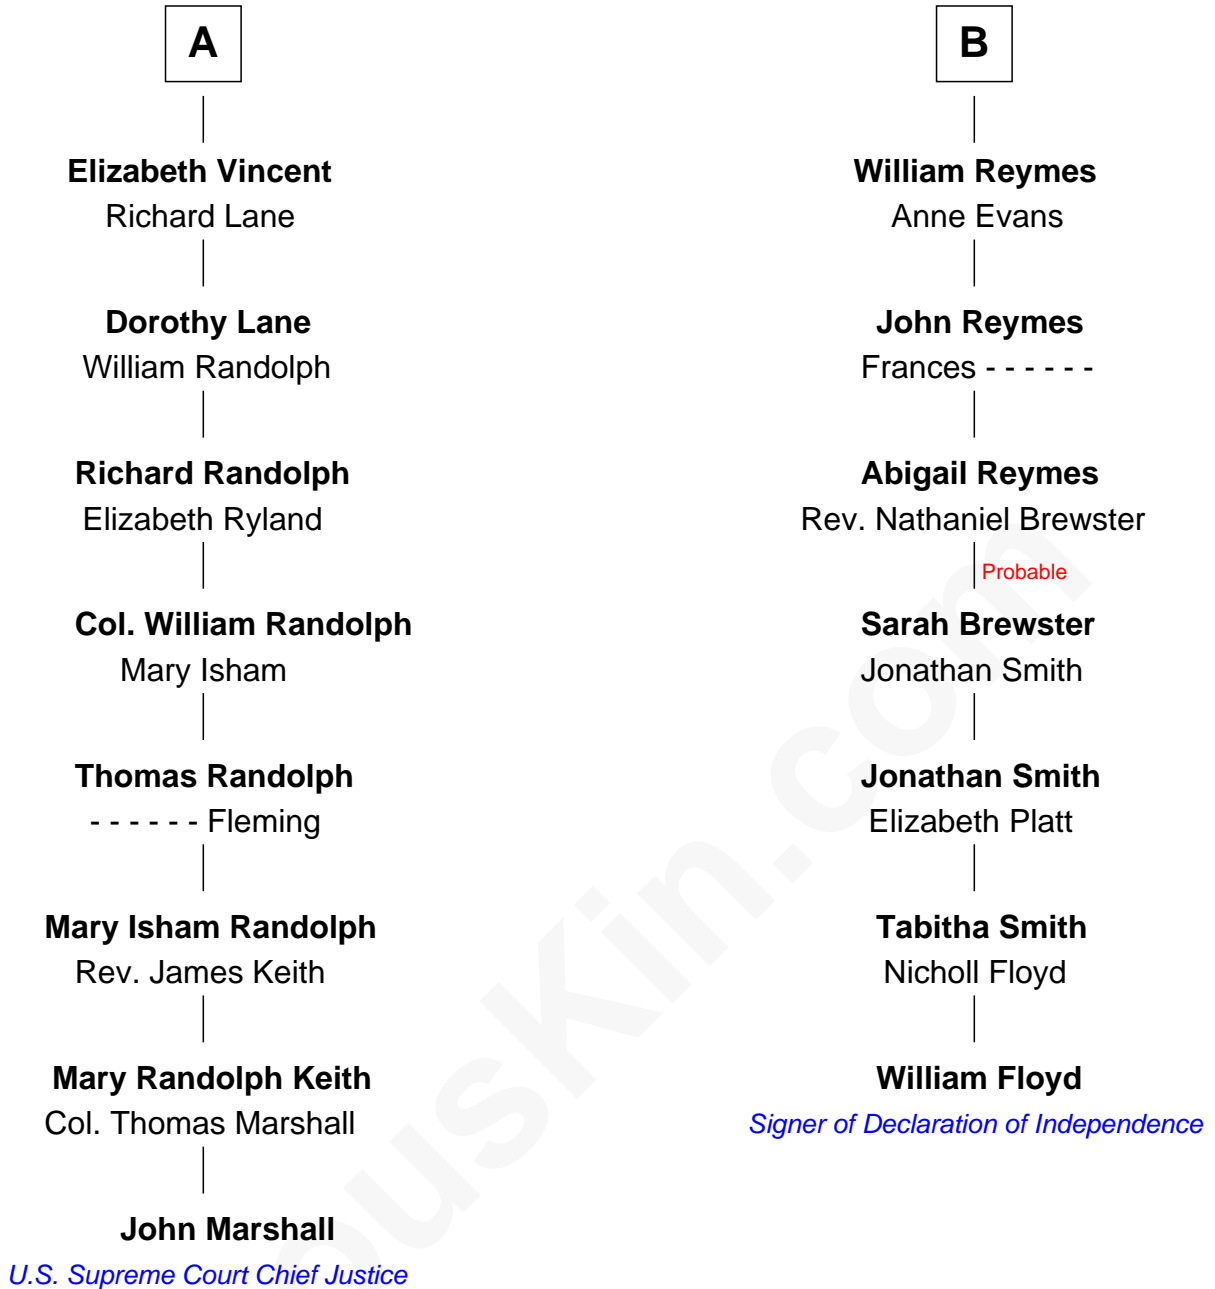 A
Elizabeth Vincent
Richard Lane
Dorothy Lane
William Randolph
Richard Randolph
Elizabeth Ryland
Col. William Randolph
Mary Isham
Thomas Randolph
- - - - - - Fleming
Mary Isham Randolph
Rev. James Keith
Mary Randolph Keith
Col. Thomas Marshall
John Marshall
U.S. Supreme Court Chief Justice
B
William Reymes
Anne Evans
John Reymes
Frances - - - - - -
Abigail Reymes
Rev. Nathaniel Brewster
Probable
Sarah Brewster
Jonathan Smith
Jonathan Smith
Elizabeth Platt
Tabitha Smith
Nicholl Floyd
William Floyd
Signer of Declaration of Independence
ousKin.com